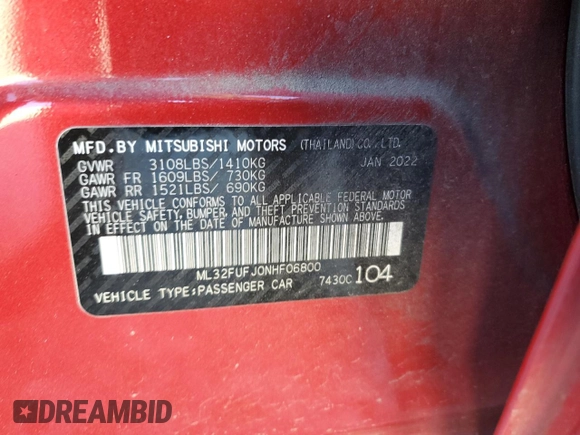 MFD.BY MITSUBISHI MOTORS (THAILAND) CO., LTD.
GVWR 3108LBS/1410KG JAN 2022
GAWR FR 1609LBS/ 730KG
GAWR RR 1521LBS/ 690KG
THIS VEHICLE CONFORMS TO ALL APPLICABLE FEDERAL MOTOR
VEHICLE SAFETY, BUMPER, AND THEFT PREVENTION STANDARDS
IN EFFECT ON THE DATE OF MANUFACTURE SHOWN ABOVE.
ML32FUFJ0NHF06800
VEHICLE TYPE:PASSENGER CAR 7430C 104
DREAMBID